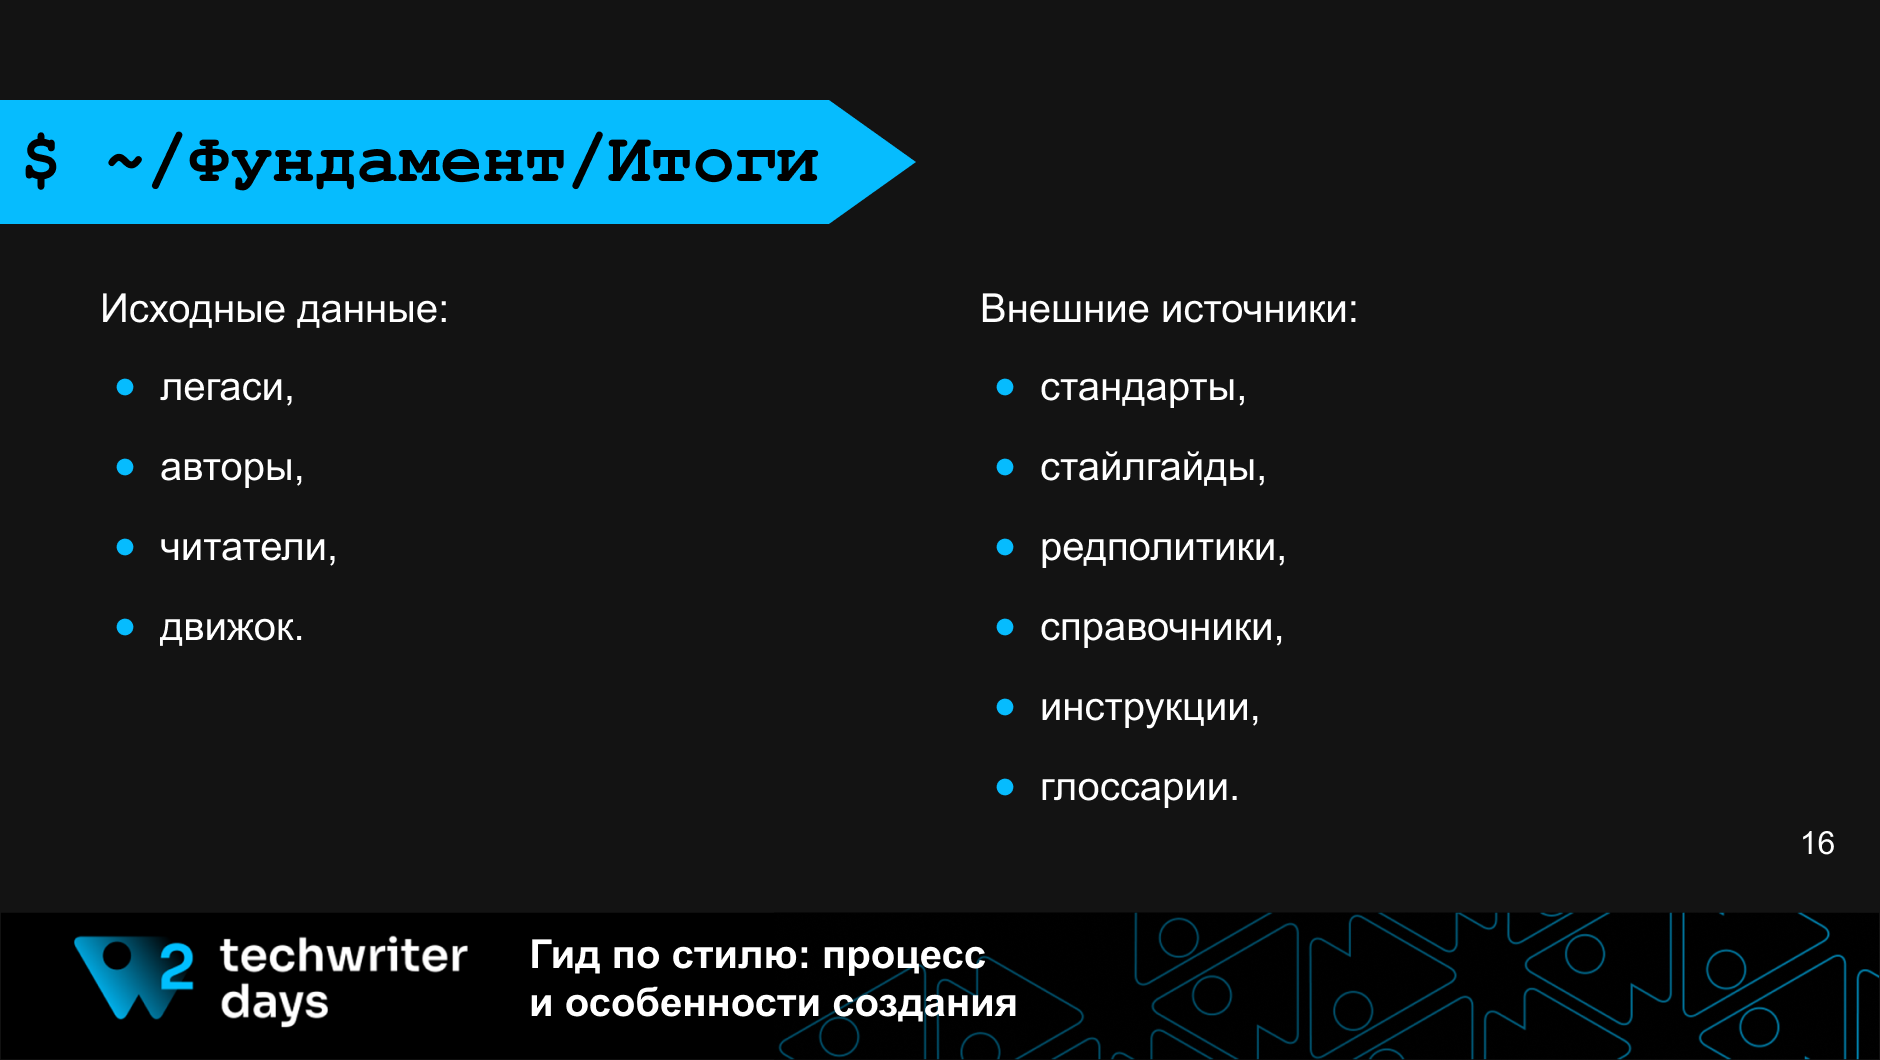 $ ~/Фундамент/Итоги
Исходные данные:
легаси,
авторы,
читатели,
движок.
Внешние источники:
стандарты,
стайлгайды,
редполитики,
справочники,
инструкции,
глоссарии.
16
2 techwriter
days
Гид по стилю: процесс
и особенности создания